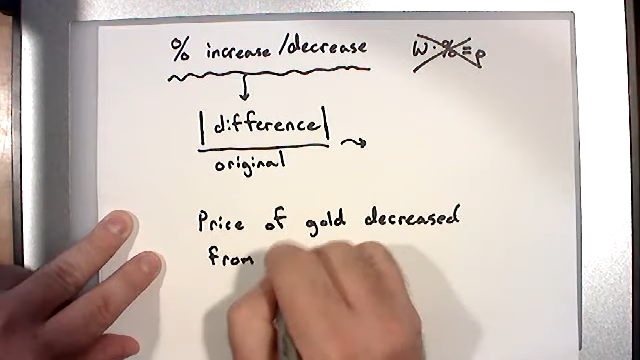 % increase/decrease
W·%=p
|difference|
original
Price of gold decreased
from